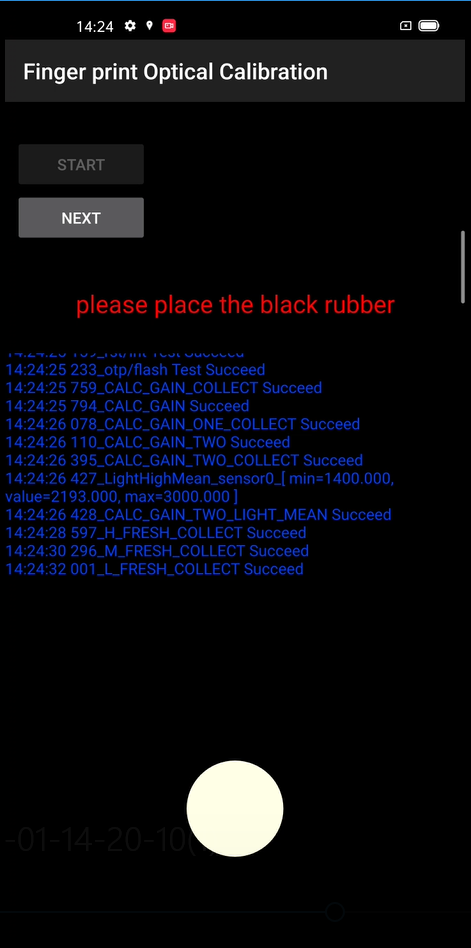 14:24
Finger print Optical Calibration
START
NEXT
please place the black rubber
Test Succeed
14:24:25 233_otp/flash Test Succeed
14:24:25 759_CALC_GAIN_COLLECT Succeed
14:24:25 794_CALC_GAIN Succeed
14:24:26 078_CALC_GAIN_ONE_COLLECT Succeed
14:24:26 110_CALC_GAIN_TWO Succeed
14:24:26 395_CALC_GAIN_TWO_COLLECT Succeed
14:24:26 427_LightHighMean_sensor0_[ min=1400.000,
value=2193.000, max=3000.000 ]
14:24:26 428_CALC_GAIN_TWO_LIGHT_MEAN Succeed
14:24:28 597_H_FRESH_COLLECT Succeed
14:24:30 296_M_FRESH_COLLECT Succeed
14:24:32 001_L_FRESH_COLLECT Succeed
-01-14-20-10(